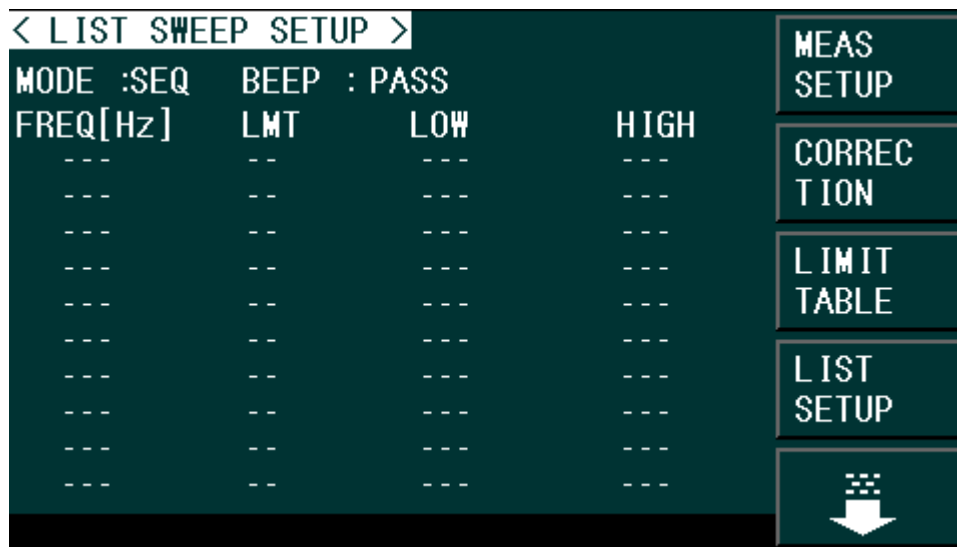 < LIST SWEEP SETUP >
MODE :SEQ BEEP : PASS
FREQ[Hz] LMT LOW HIGH
--- -- --- ---
--- -- --- ---
--- -- --- ---
--- -- --- ---
--- -- --- ---
--- -- --- ---
--- -- --- ---
--- -- --- ---
--- -- --- ---
--- -- --- ---
MEAS
SETUP
CORREC
TION
LIMIT
TABLE
LIST
SETUP